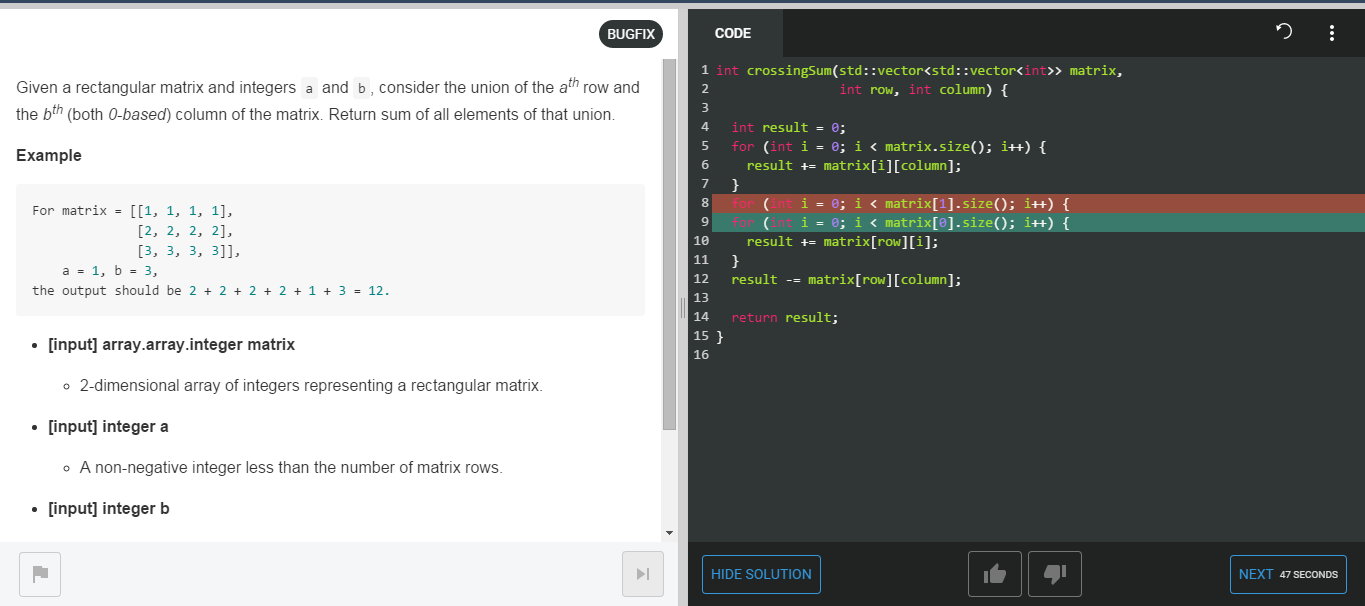 BUGFIX
Given a rectangular matrix and integers a and b, consider the union of the ath row and
the bth (both 0-based) column of the matrix. Return sum of all elements of that union.
Example
For matrix = [[1, 1, 1, 1],
[2, 2, 2, 2],
[3, 3, 3, 3]],
a = 1, b = 3,
the output should be 2 + 2 + 2 + 2 + 1 + 3 = 12.
[input] array.array.integer matrix
2-dimensional array of integers representing a rectangular matrix.
[input] integer a
A non-negative integer less than the number of matrix rows.
[input] integer b
CODE
1 int crossingSum(std::vector<std::vector<int>> matrix,
2 int row, int column) {
3
4 int result = 0;
5 for (int i = 0; i < matrix.size(); i++) {
6 result += matrix[i][column];
7 }
8 for (int i = 0; i < matrix[1].size(); i++) {
9 for (int i = 0; i < matrix[0].size(); i++) {
10 result += matrix[row][i];
11 }
12 result -= matrix[row][column];
13
14 return result;
15 }
16
HIDE SOLUTION
NEXT 47 SECONDS